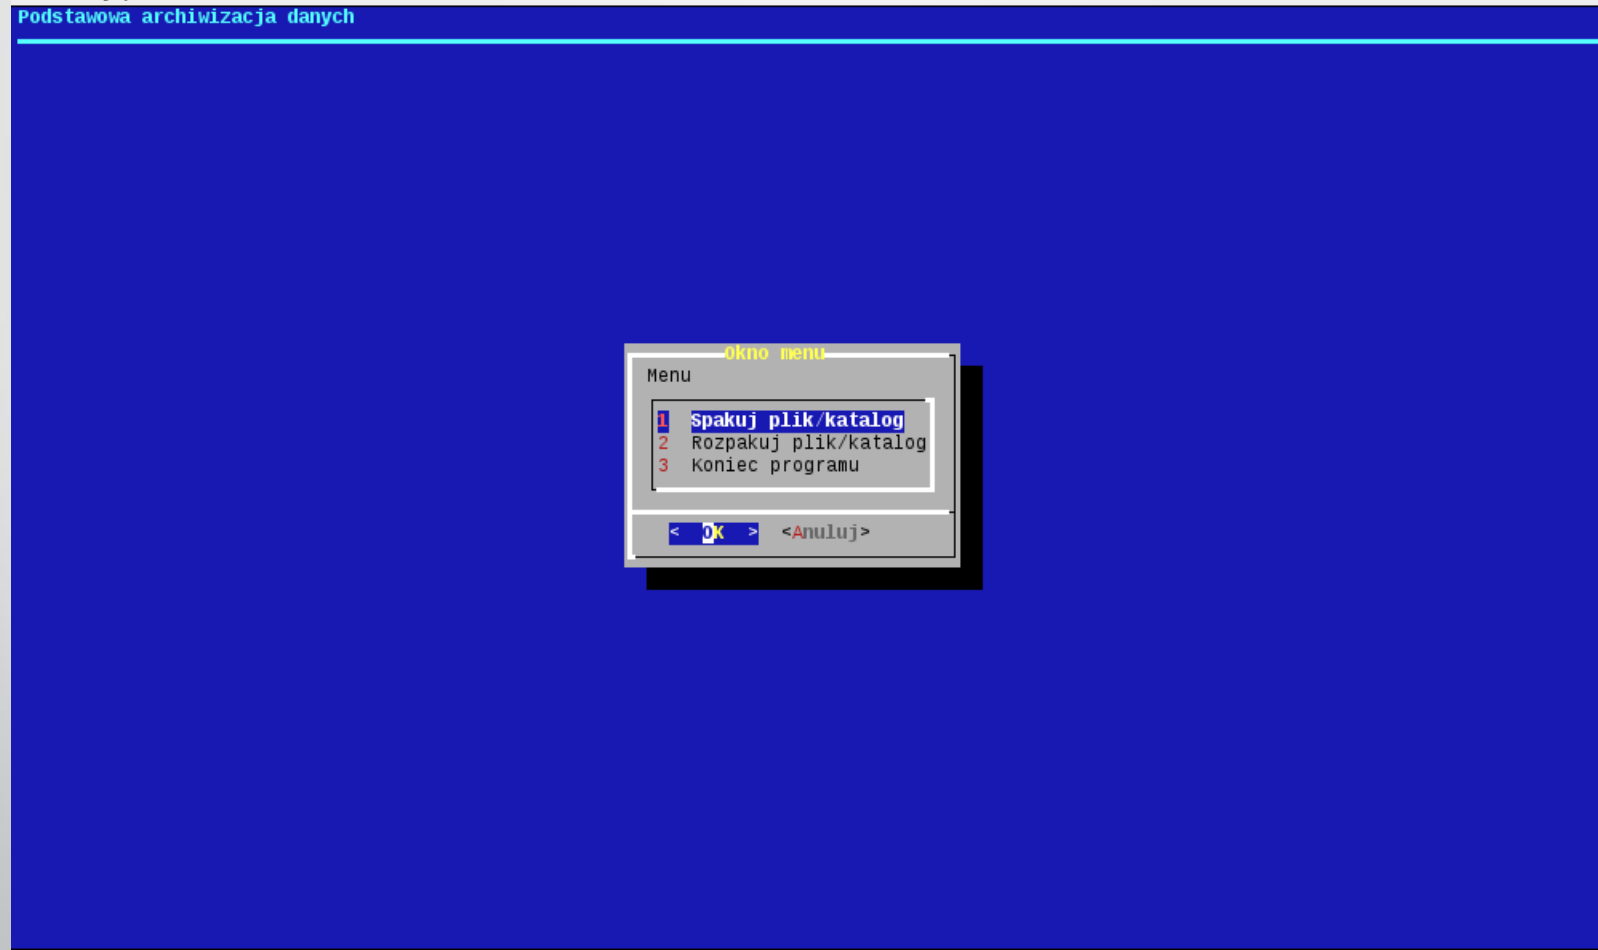 Podstawowa archiwizacja danych
Okno menu
Menu
1 Spakuj plik/katalog
2 Rozpakuj plik/katalog
3 Koniec programu
< OK > <Anuluj>